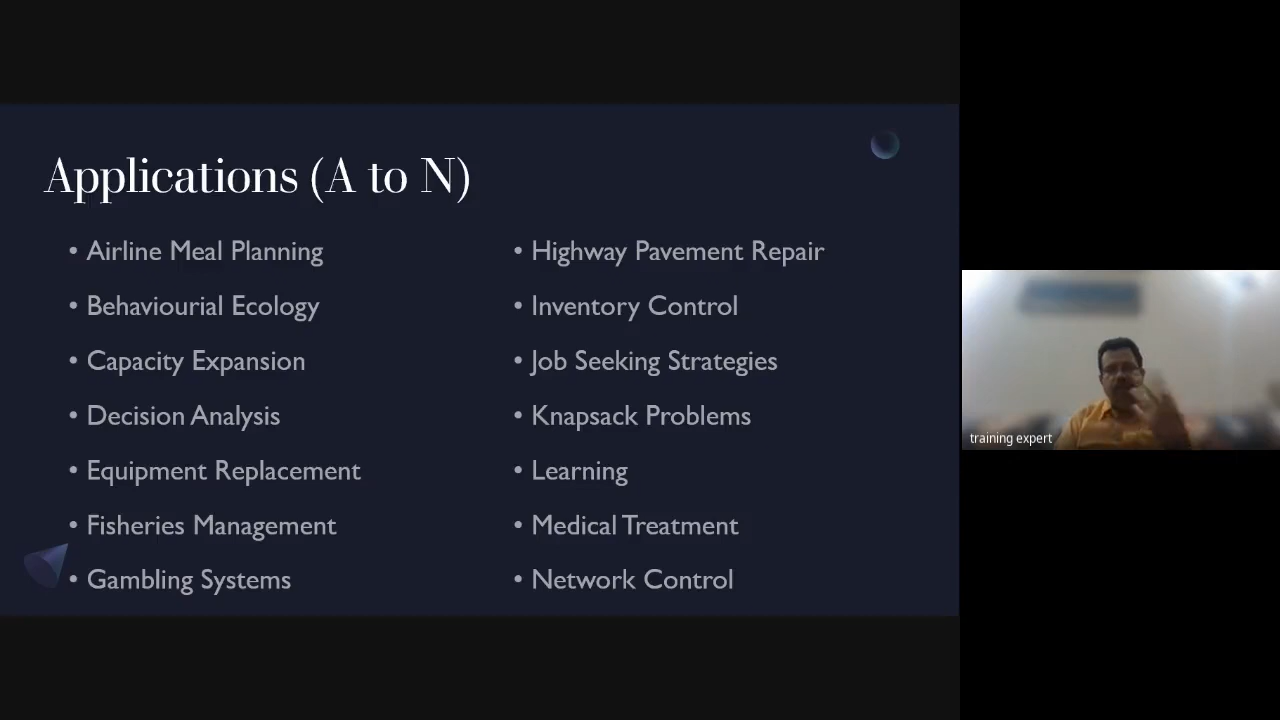 Applications (A to N)
• Airline Meal Planning
• Behaviourial Ecology
• Capacity Expansion
• Decision Analysis
• Equipment Replacement
• Fisheries Management
• Gambling Systems
• Highway Pavement Repair
• Inventory Control
• Job Seeking Strategies
• Knapsack Problems
• Learning
• Medical Treatment
• Network Control
training expert